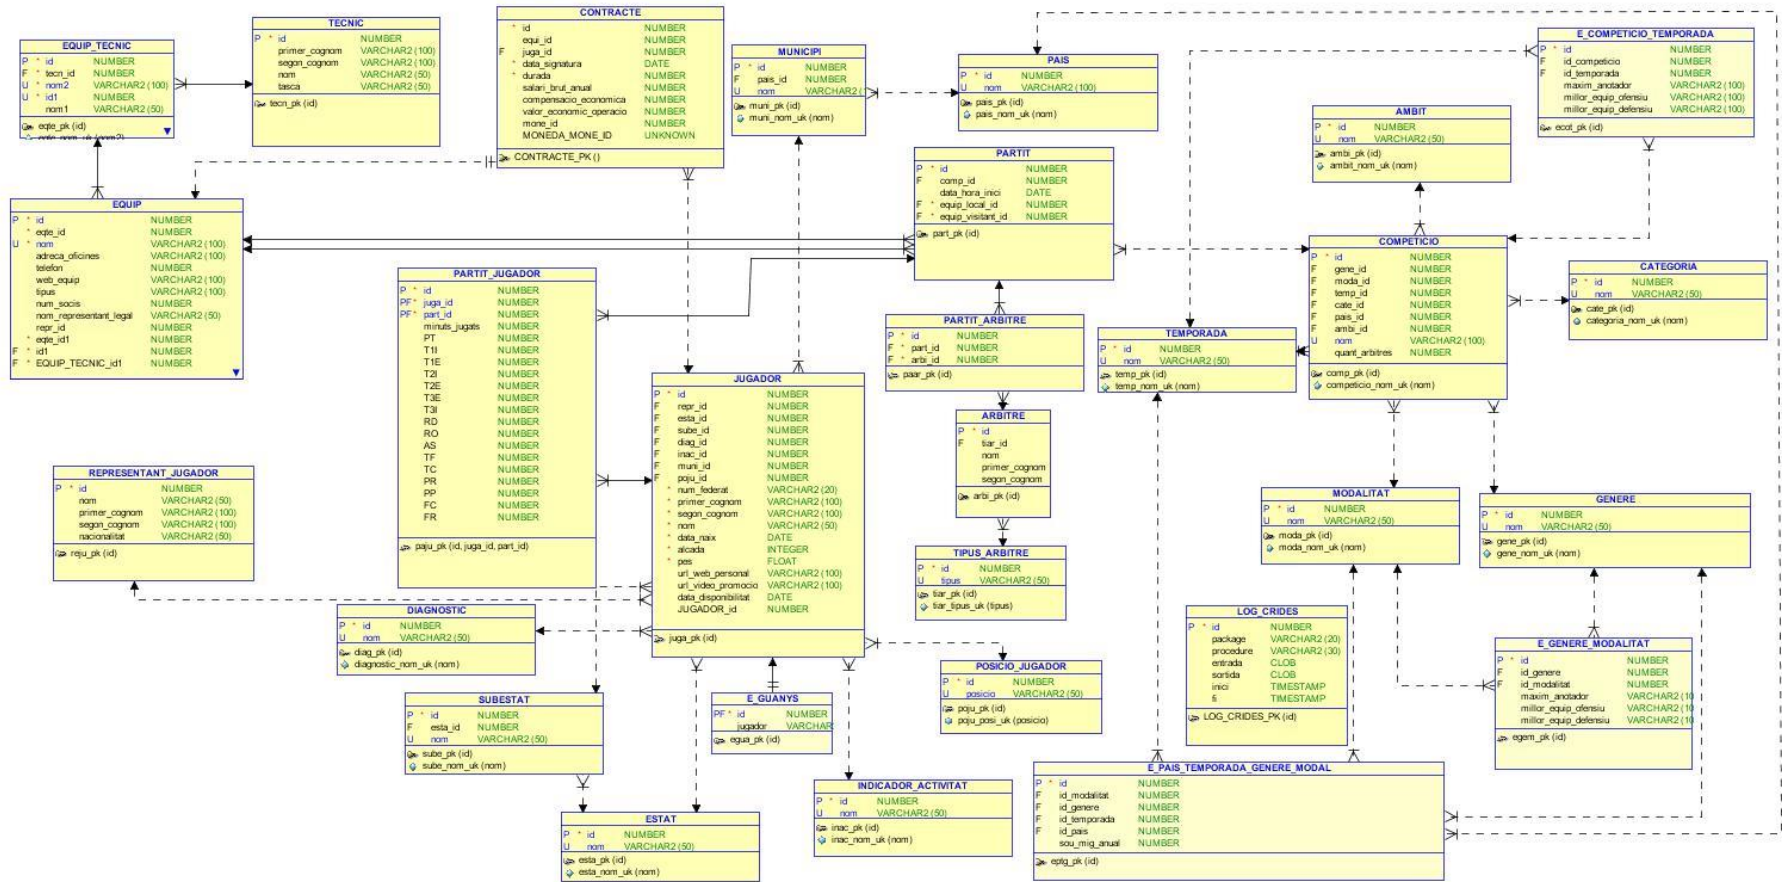 EQUIP_TECNIC
P * id NUMBER
F * tecn_id NUMBER
U * nom2 VARCHAR2 (100)
U * id1 NUMBER
nom1 VARCHAR2 (50)
eqte_pk (id)
TECNIC
P * id NUMBER
primer_cognom VARCHAR2 (100)
segon_cognom VARCHAR2 (100)
nom VARCHAR2 (50)
tasca VARCHAR2 (50)
tecn_pk (id)
CONTRACTE
* id NUMBER
equi_id NUMBER
F juga_id NUMBER
* data_signatura DATE
* durada NUMBER
salari_brut_anual NUMBER
compensacio_economica NUMBER
valor_economic_operacio NUMBER
mone_id NUMBER
MONEDA_MONE_ID UNKNOWN
CONTRACTE_PK ()
MUNICIPI
P * id NUMBER
F pais_id NUMBER
U nom VARCHAR2 (
muni_pk (id)
muni_nom_uk (nom)
PAIS
P * id NUMBER
U nom VARCHAR2 (100)
pais_pk (id)
pais_nom_uk (nom)
E_COMPETICIO_TEMPORADA
P * id NUMBER
F id_competicio NUMBER
F id_temporada NUMBER
maxim_anotador VARCHAR2 (100)
millor_equip_ofensiu VARCHAR2 (100)
millor_equip_defensiu VARCHAR2 (100)
ecot_pk (id)
AMBIT
P * id NUMBER
U nom VARCHAR2 (50)
ambi_pk (id)
ambit_nom_uk (nom)
PARTIT
P * id NUMBER
F comp_id NUMBER
data_hora_inici DATE
F * equip_local_id NUMBER
F * equip_visitant_id NUMBER
part_pk (id)
EQUIP
P * id NUMBER
* eqte_id NUMBER
U * nom VARCHAR2 (100)
adreca_oficines VARCHAR2 (100)
telefon NUMBER
web_equip VARCHAR2 (100)
tipus VARCHAR2 (100)
num_socis NUMBER
nom_representant_legal VARCHAR2 (50)
repr_id NUMBER
* eqte_id1 NUMBER
F * id1 NUMBER
F * EQUIP_TECNIC_id1 NUMBER
COMPETICIO
P * id NUMBER
F gene_id NUMBER
F moda_id NUMBER
F temp_id NUMBER
F cate_id NUMBER
F pais_id NUMBER
F ambi_id NUMBER
U nom VARCHAR2 (100)
quant_arbitres NUMBER
comp_pk (id)
competicio_nom_uk (nom)
CATEGORIA
P * id NUMBER
U nom VARCHAR2 (50)
cate_pk (id)
categoria_nom_uk (nom)
PARTIT_JUGADOR
P * id NUMBER
PF * juga_id NUMBER
PF * part_id NUMBER
minuts_jugats NUMBER
PT NUMBER
T1I NUMBER
T1E NUMBER
T2I NUMBER
T2E NUMBER
T3E NUMBER
T3I NUMBER
RD NUMBER
RO NUMBER
AS NUMBER
TF NUMBER
TC NUMBER
PR NUMBER
PP NUMBER
FC NUMBER
FR NUMBER
paju_pk (id, juga_id, part_id)
PARTIT_ARBITRE
P * id NUMBER
F * part_id NUMBER
F * arbi_id NUMBER
paar_pk (id)
TEMPORADA
P * id NUMBER
U nom VARCHAR2 (50)
temp_pk (id)
temp_nom_uk (nom)
JUGADOR
P * id NUMBER
F repr_id NUMBER
F esta_id NUMBER
F sube_id NUMBER
F diag_id NUMBER
F inac_id NUMBER
F muni_id NUMBER
F poju_id NUMBER
* num_federat VARCHAR2 (20)
* primer_cognom VARCHAR2 (100)
* segon_cognom VARCHAR2 (100)
* nom VARCHAR2 (50)
* data_naix DATE
* alcada INTEGER
* pes FLOAT
url_web_personal VARCHAR2 (100)
url_video_promocio VARCHAR2 (100)
data_disponibilitat DATE
JUGADOR_id NUMBER
juga_pk (id)
ARBITRE
P * id
F tiar_id
nom
primer_cognom
segon_cognom
arbi_pk (id)
REPRESENTANT_JUGADOR
P * id NUMBER
nom VARCHAR2 (50)
primer_cognom VARCHAR2 (100)
segon_cognom VARCHAR2 (100)
nacionalitat VARCHAR2 (50)
reju_pk (id)
MODALITAT
P * id NUMBER
U nom VARCHAR2 (50)
moda_pk (id)
moda_nom_uk (nom)
GENERE
P * id NUMBER
U nom VARCHAR2 (50)
gene_pk (id)
gene_nom_uk (nom)
TIPUS_ARBITRE
P * id NUMBER
U tipus VARCHAR2 (50)
tiar_pk (id)
tiar_tipus_uk (tipus)
DIAGNOSTIC
P * id NUMBER
U nom VARCHAR2 (50)
diag_pk (id)
diagnostic_nom_uk (nom)
LOG_CRIDES
P * id NUMBER
package VARCHAR2 (20)
procedure VARCHAR2 (30)
entrada CLOB
sortida CLOB
inici TIMESTAMP
fi TIMESTAMP
LOG_CRIDES_PK (id)
E_GENERE_MODALITAT
P * id NUMBER
F id_genere NUMBER
F id_modalitat NUMBER
maxim_anotador VARCHAR2 (10
millor_equip_ofensiu VARCHAR2 (10
millor_equip_defensiu VARCHAR2 (10
egem_pk (id)
POSICIO_JUGADOR
P * id NUMBER
U posicio VARCHAR2 (50)
poju_pk (id)
poju_posi_uk (posicio)
SUBESTAT
P * id NUMBER
F esta_id NUMBER
U nom VARCHAR2 (50)
sube_pk (id)
sube_nom_uk (nom)
E_GUANYS
PF * id NUMBER
jugador VARCHAR
egua_pk (id)
E_PAIS_TEMPORADA_GENERE_MODAL
P * id NUMBER
F id_modalitat NUMBER
F id_genere NUMBER
F id_temporada NUMBER
F id_pais NUMBER
sou_mig_anual NUMBER
eptg_pk (id)
INDICADOR_ACTIVITAT
P * id NUMBER
U nom VARCHAR2 (50)
inac_pk (id)
inac_nom_uk (nom)
ESTAT
P * id NUMBER
U nom VARCHAR2 (50)
esta_pk (id)
esta_nom_uk (nom)